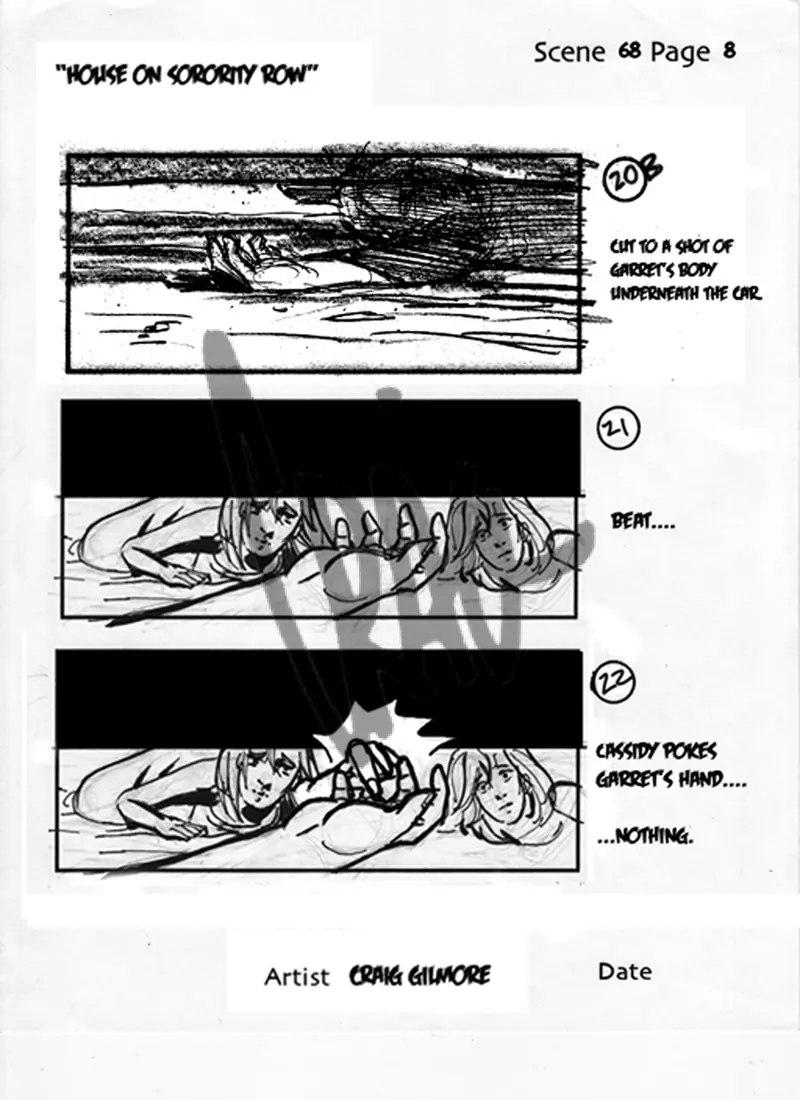 Scene 68 Page 8
"HOUSE ON SORORITY ROW"
20B
CUT TO A SHOT OF
GARRET'S BODY
UNDERNEATH THE CAR.
21
BEAT....
22
CASSIDY POKES
GARRET'S HAND....
...NOTHING.
Artist CRAIG GILMORE
Date